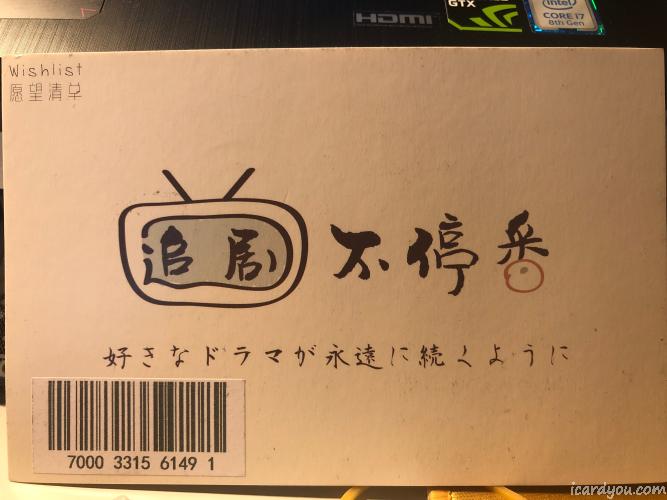 HDMI
GTX
intel
CORE i7
8th Gen
Wishlist
愿望清单
追剧不停番
好きなドラマが永遠に続くように
7000 3315 6149 1
icardyou.com